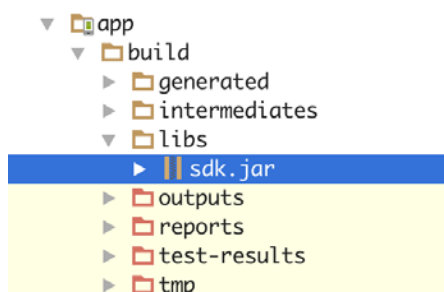 app
build
generated
intermediates
libs
sdk.jar
outputs
reports
test-results
tmp